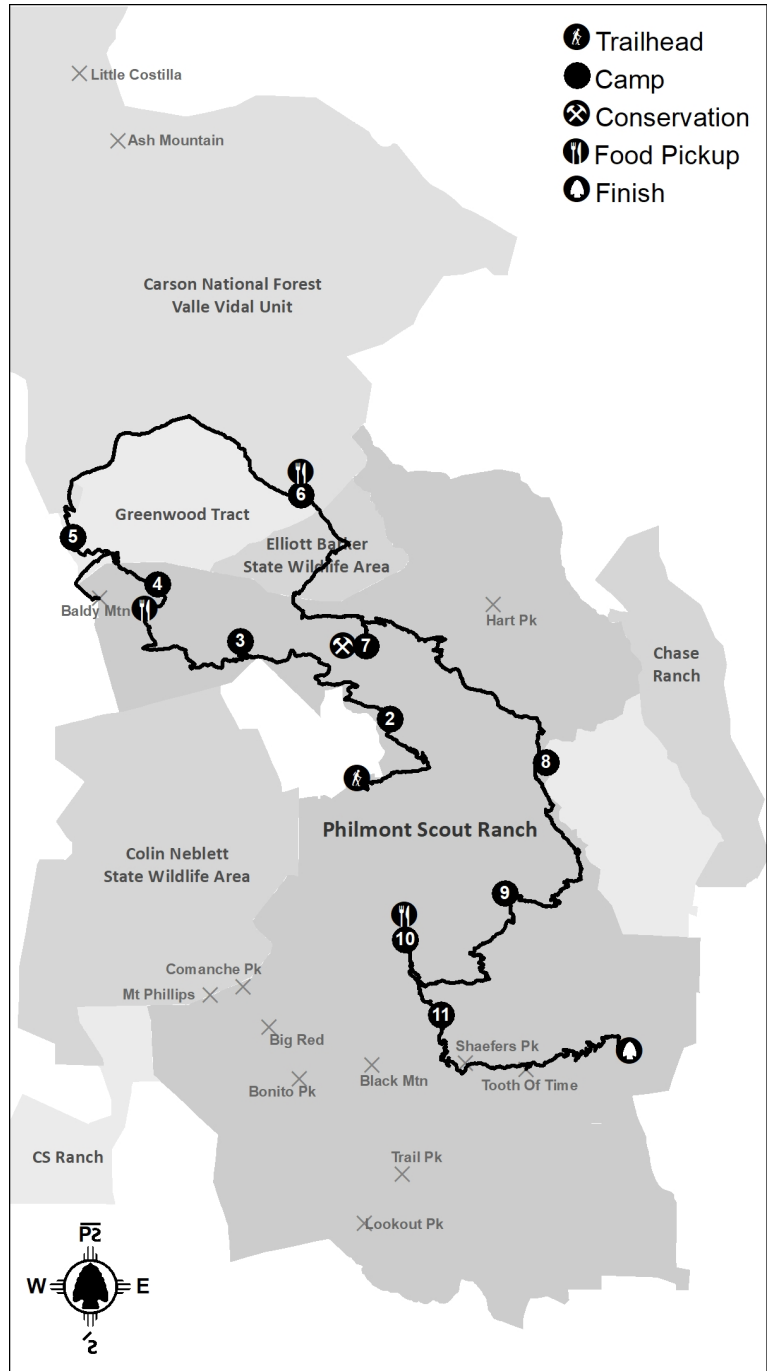 Trailhead
Camp
Conservation
Food Pickup
Finish
Little Costilla
Ash Mountain
Carson National Forest
Valle Vidal Unit
6
Greenwood Tract
5
Elliott Barker
State Wildlife Area
4
Baldy Mtn
Hart Pk
3
7
Chase
Ranch
2
8
Philmont Scout Ranch
Colin Neblett
State Wildlife Area
9
10
Comanche Pk
Mt Phillips
11
Big Red
Shaefers Pk
Black Mtn
Bonito Pk
Tooth Of Time
CS Ranch
Trail Pk
Lookout Pk
W
E